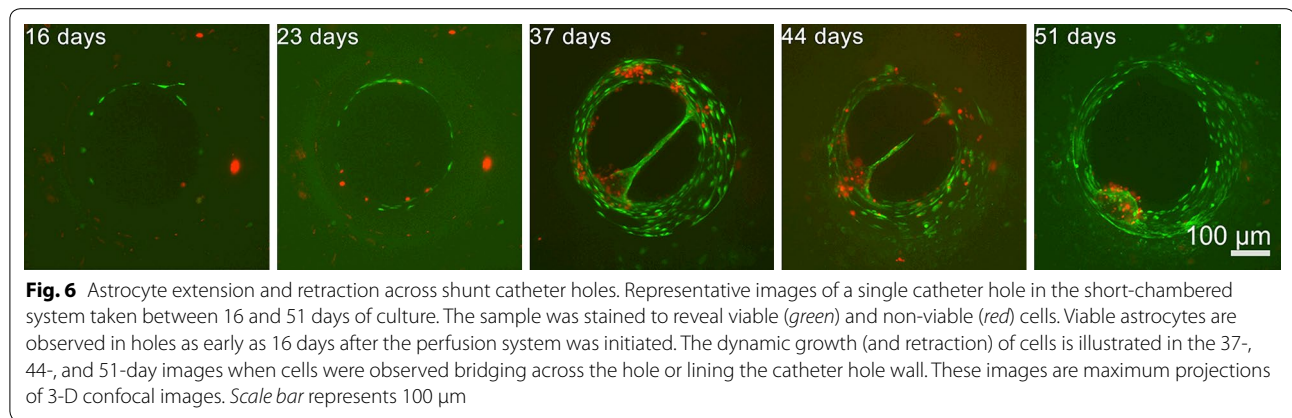 16 days
23 days
37 days
44 days
51 days
100 µm
Fig. 6 Astrocyte extension and retraction across shunt catheter holes. Representative images of a single catheter hole in the short-chambered
system taken between 16 and 51 days of culture. The sample was stained to reveal viable (green) and non-viable (red) cells. Viable astrocytes are
observed in holes as early as 16 days after the perfusion system was initiated. The dynamic growth (and retraction) of cells is illustrated in the 37-,
44-, and 51-day images when cells were observed bridging across the hole or lining the catheter hole wall. These images are maximum projections
of 3-D confocal images. Scale bar represents 100 µm